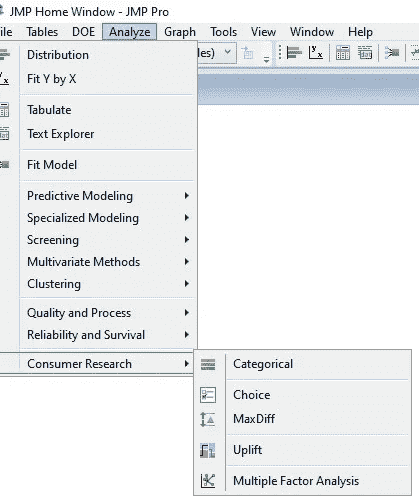 JMP Home Window - JMP Pro
ile Tables DOE Analyze Graph Tools View Window Help
Distribution
Fit Y by X
les)
Tabulate
Text Explorer
Fit Model
Predictive Modeling
Specialized Modeling
Screening
Multivariate Methods
Clustering
Quality and Process
Reliability and Survival
Consumer Research
Categorical
Choice
MaxDiff
Uplift
Multiple Factor Analysis